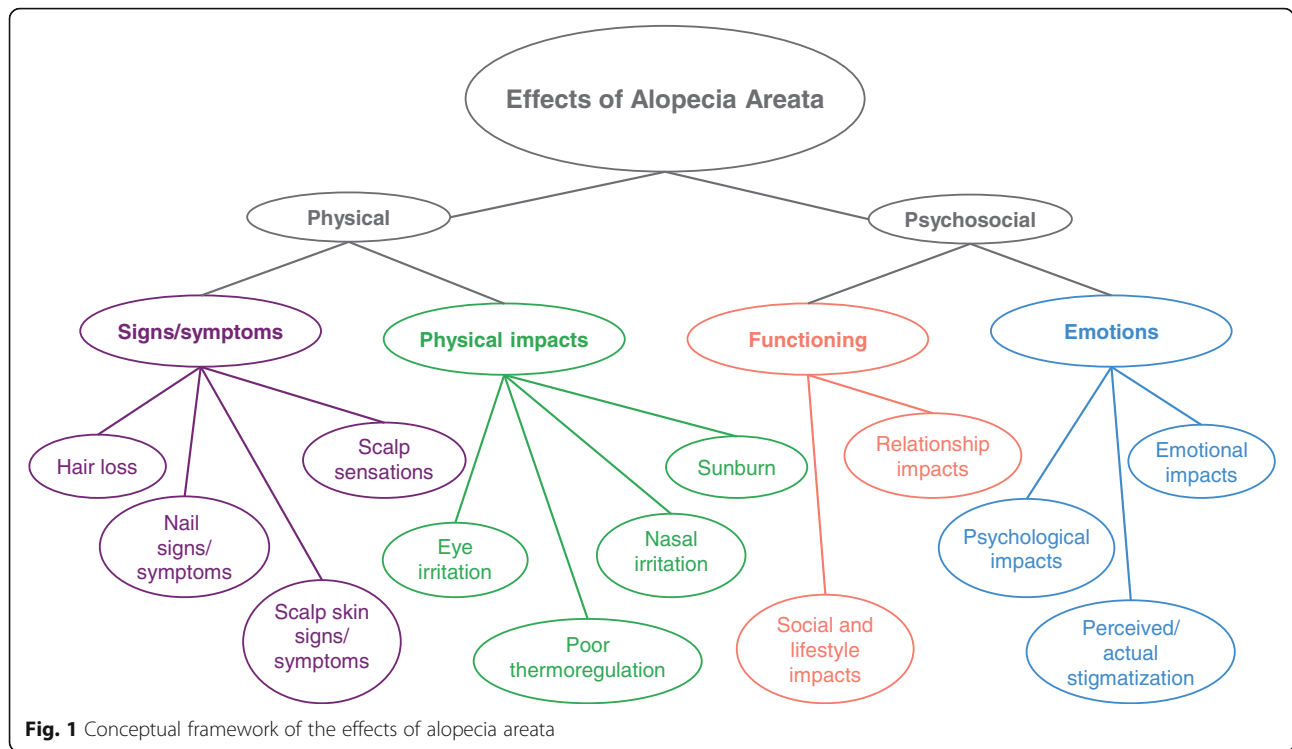 Effects of Alopecia Areata
Physical
Psychosocial
Signs/symptoms
Physical impacts
Functioning
Emotions
Hair loss
Nail
signs/
symptoms
Scalp skin
signs/
symptoms
Scalp
sensations
Eye
irritation
Poor
thermoregulation
Nasal
irritation
Sunburn
Social and
lifestyle
impacts
Relationship
impacts
Psychological
impacts
Perceived/
actual
stigmatization
Emotional
impacts
Fig. 1 Conceptual framework of the effects of alopecia areata